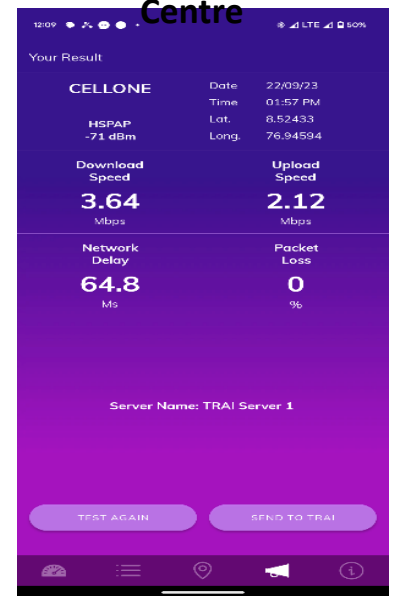 Centre
12:09 LTE 50%
Your Result
CELLONE
HSPAP
-71 dBm
Date 22/09/23
Time 01:57 PM
Lat. 8.52433
Long. 76.94594
Download
Speed
3.64
Mbps
Upload
Speed
2.12
Mbps
Network
Delay
64.8
Ms
Packet
Loss
0
%
Server Name: TRAI Server 1
TEST AGAIN
SEND TO TRAI